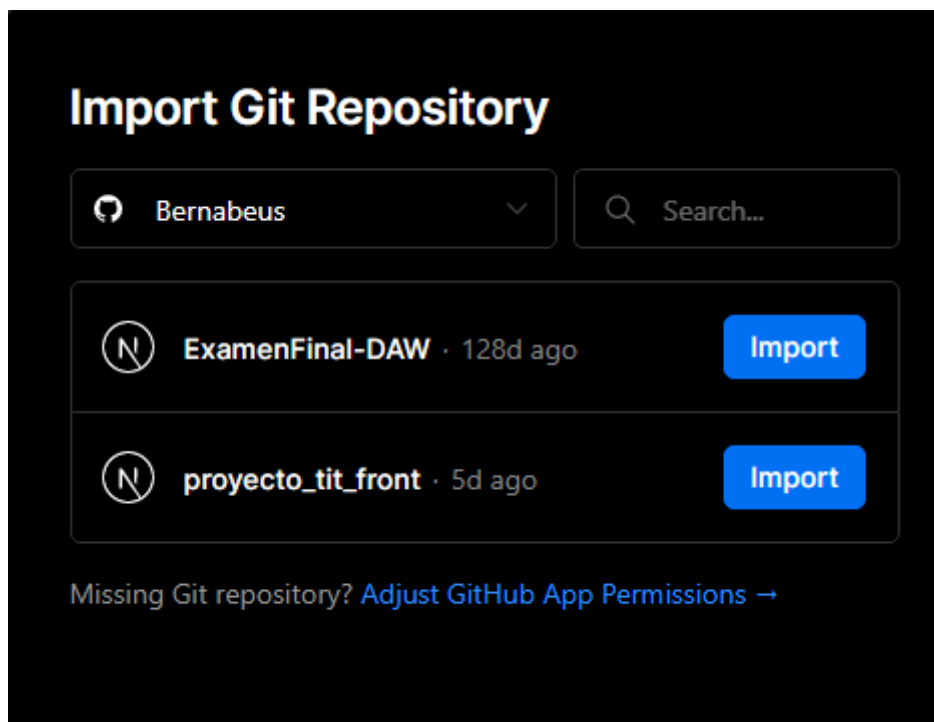 Import Git Repository
Bernabeus
Search...
ExamenFinal-DAW · 128d ago
Import
proyecto_tit_front · 5d ago
Import
Missing Git repository? Adjust GitHub App Permissions →